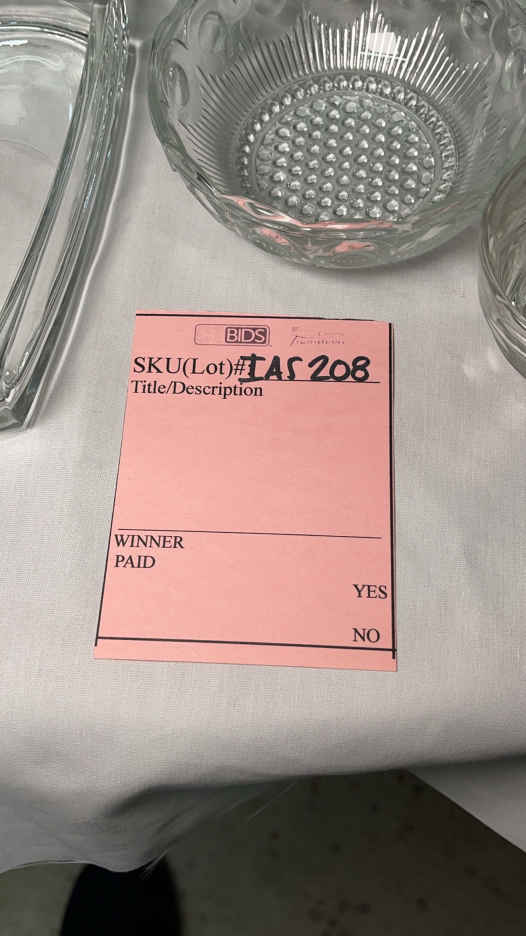 BIDS
SKU(Lot)#IAS 208
Title/Description
WINNER
PAID
YES
NO